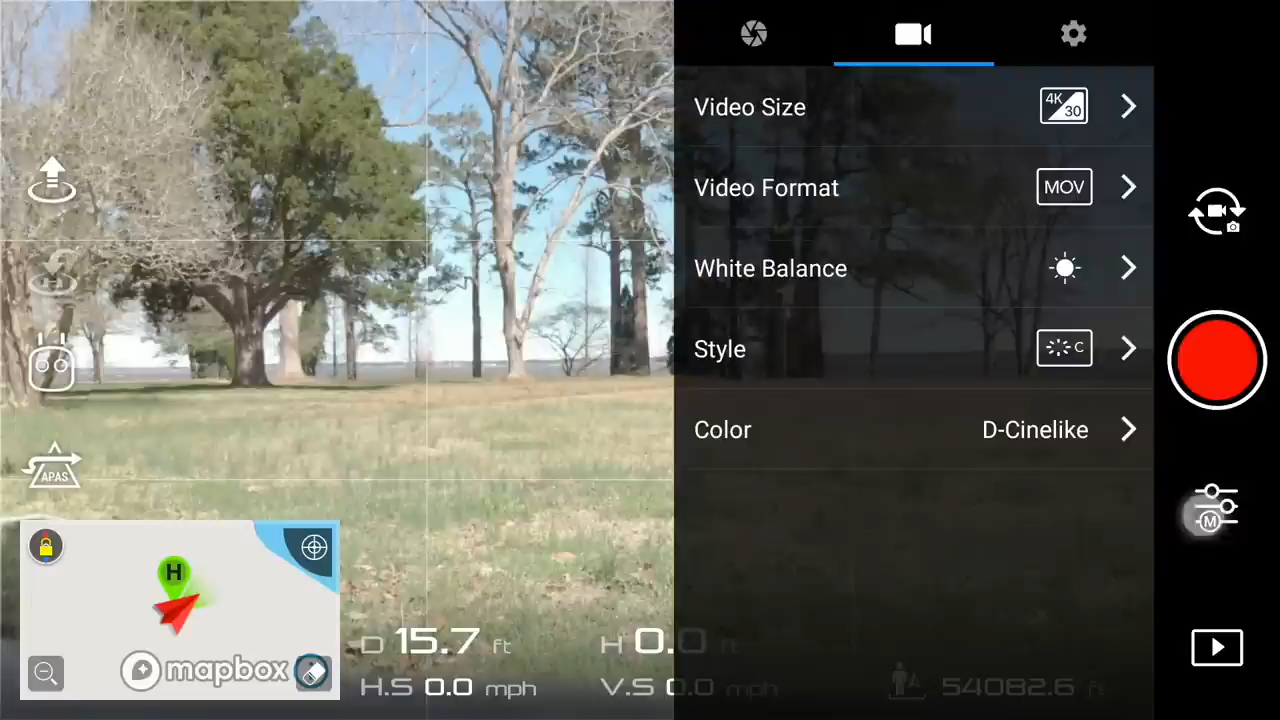 Video Size 4K 30
Video Format MOV
White Balance
Style C
Color D-Cinelike
APAS
M
H
mapbox
D 15.7 ft H 0.0 ft
H.S 0.0 mph V.S 0.0 mph 54082.6 ft